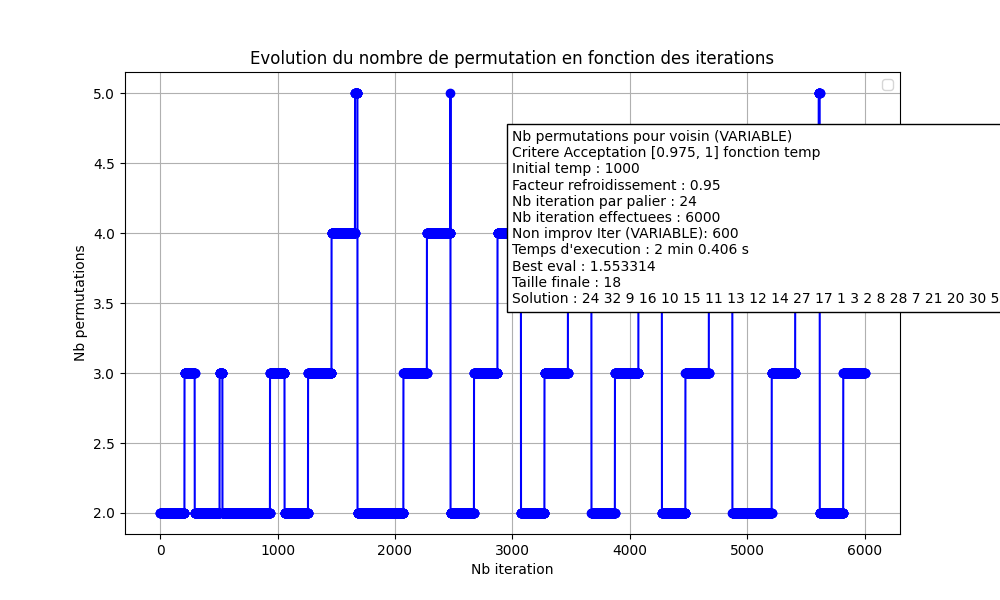 Evolution du nombre de permutation en fonction des iterations
Nb permutations
5.0
4.5
4.0
3.5
3.0
2.5
2.0
Nb permutations pour voisin (VARIABLE)
Critere Acceptation [0.975, 1] fonction temp
Initial temp : 1000
Facteur refroidissement : 0.95
Nb iteration par palier : 24
Nb iteration effectuees : 6000
Non improv Iter (VARIABLE): 600
Temps d'execution : 2 min 0.406 s
Best eval : 1.553314
Taille finale : 18
Solution : 24 32 9 16 10 15 11 13 12 14 27 17 1 3 2 8 28 7 21 20 30 5
0 1000 2000 3000 4000 5000 6000
Nb iteration